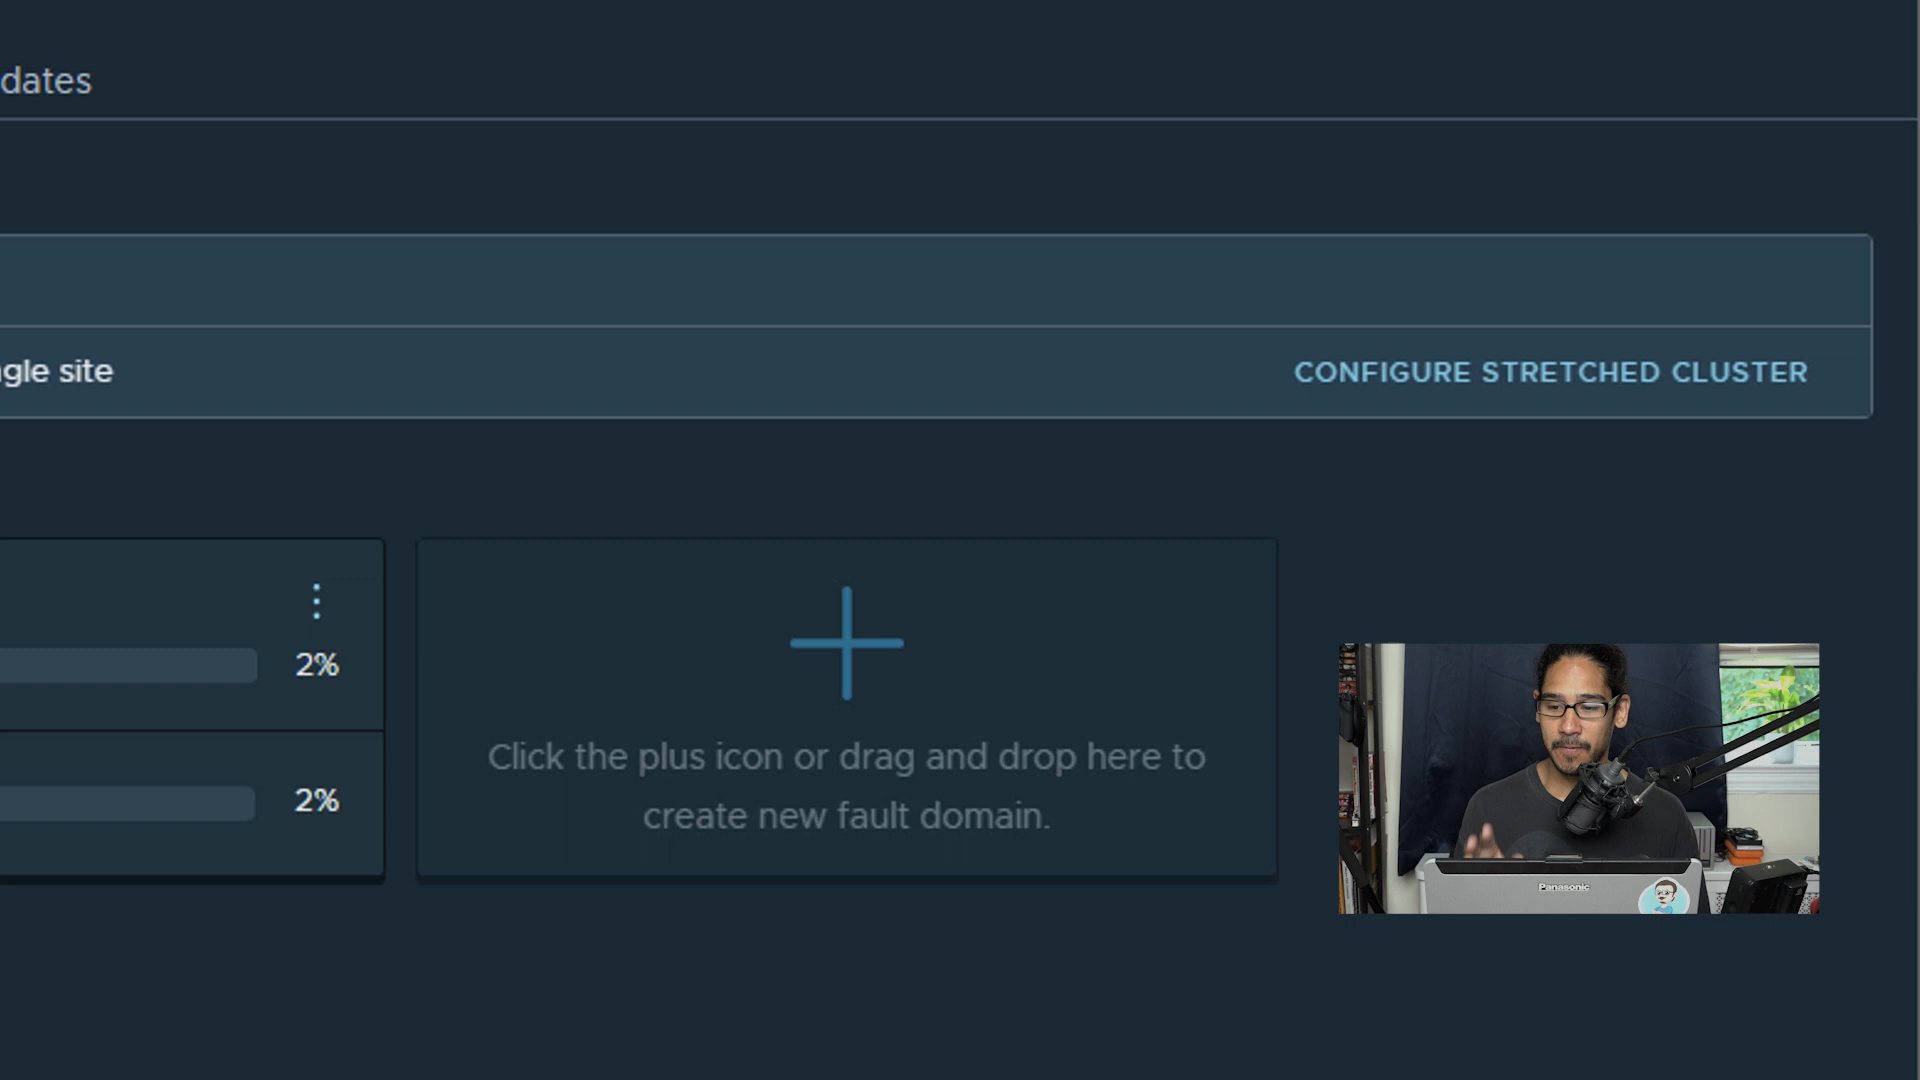 dates
gle site
CONFIGURE STRETCHED CLUSTER
2%
2%
Click the plus icon or drag and drop here to
create new fault domain.
Panasonic